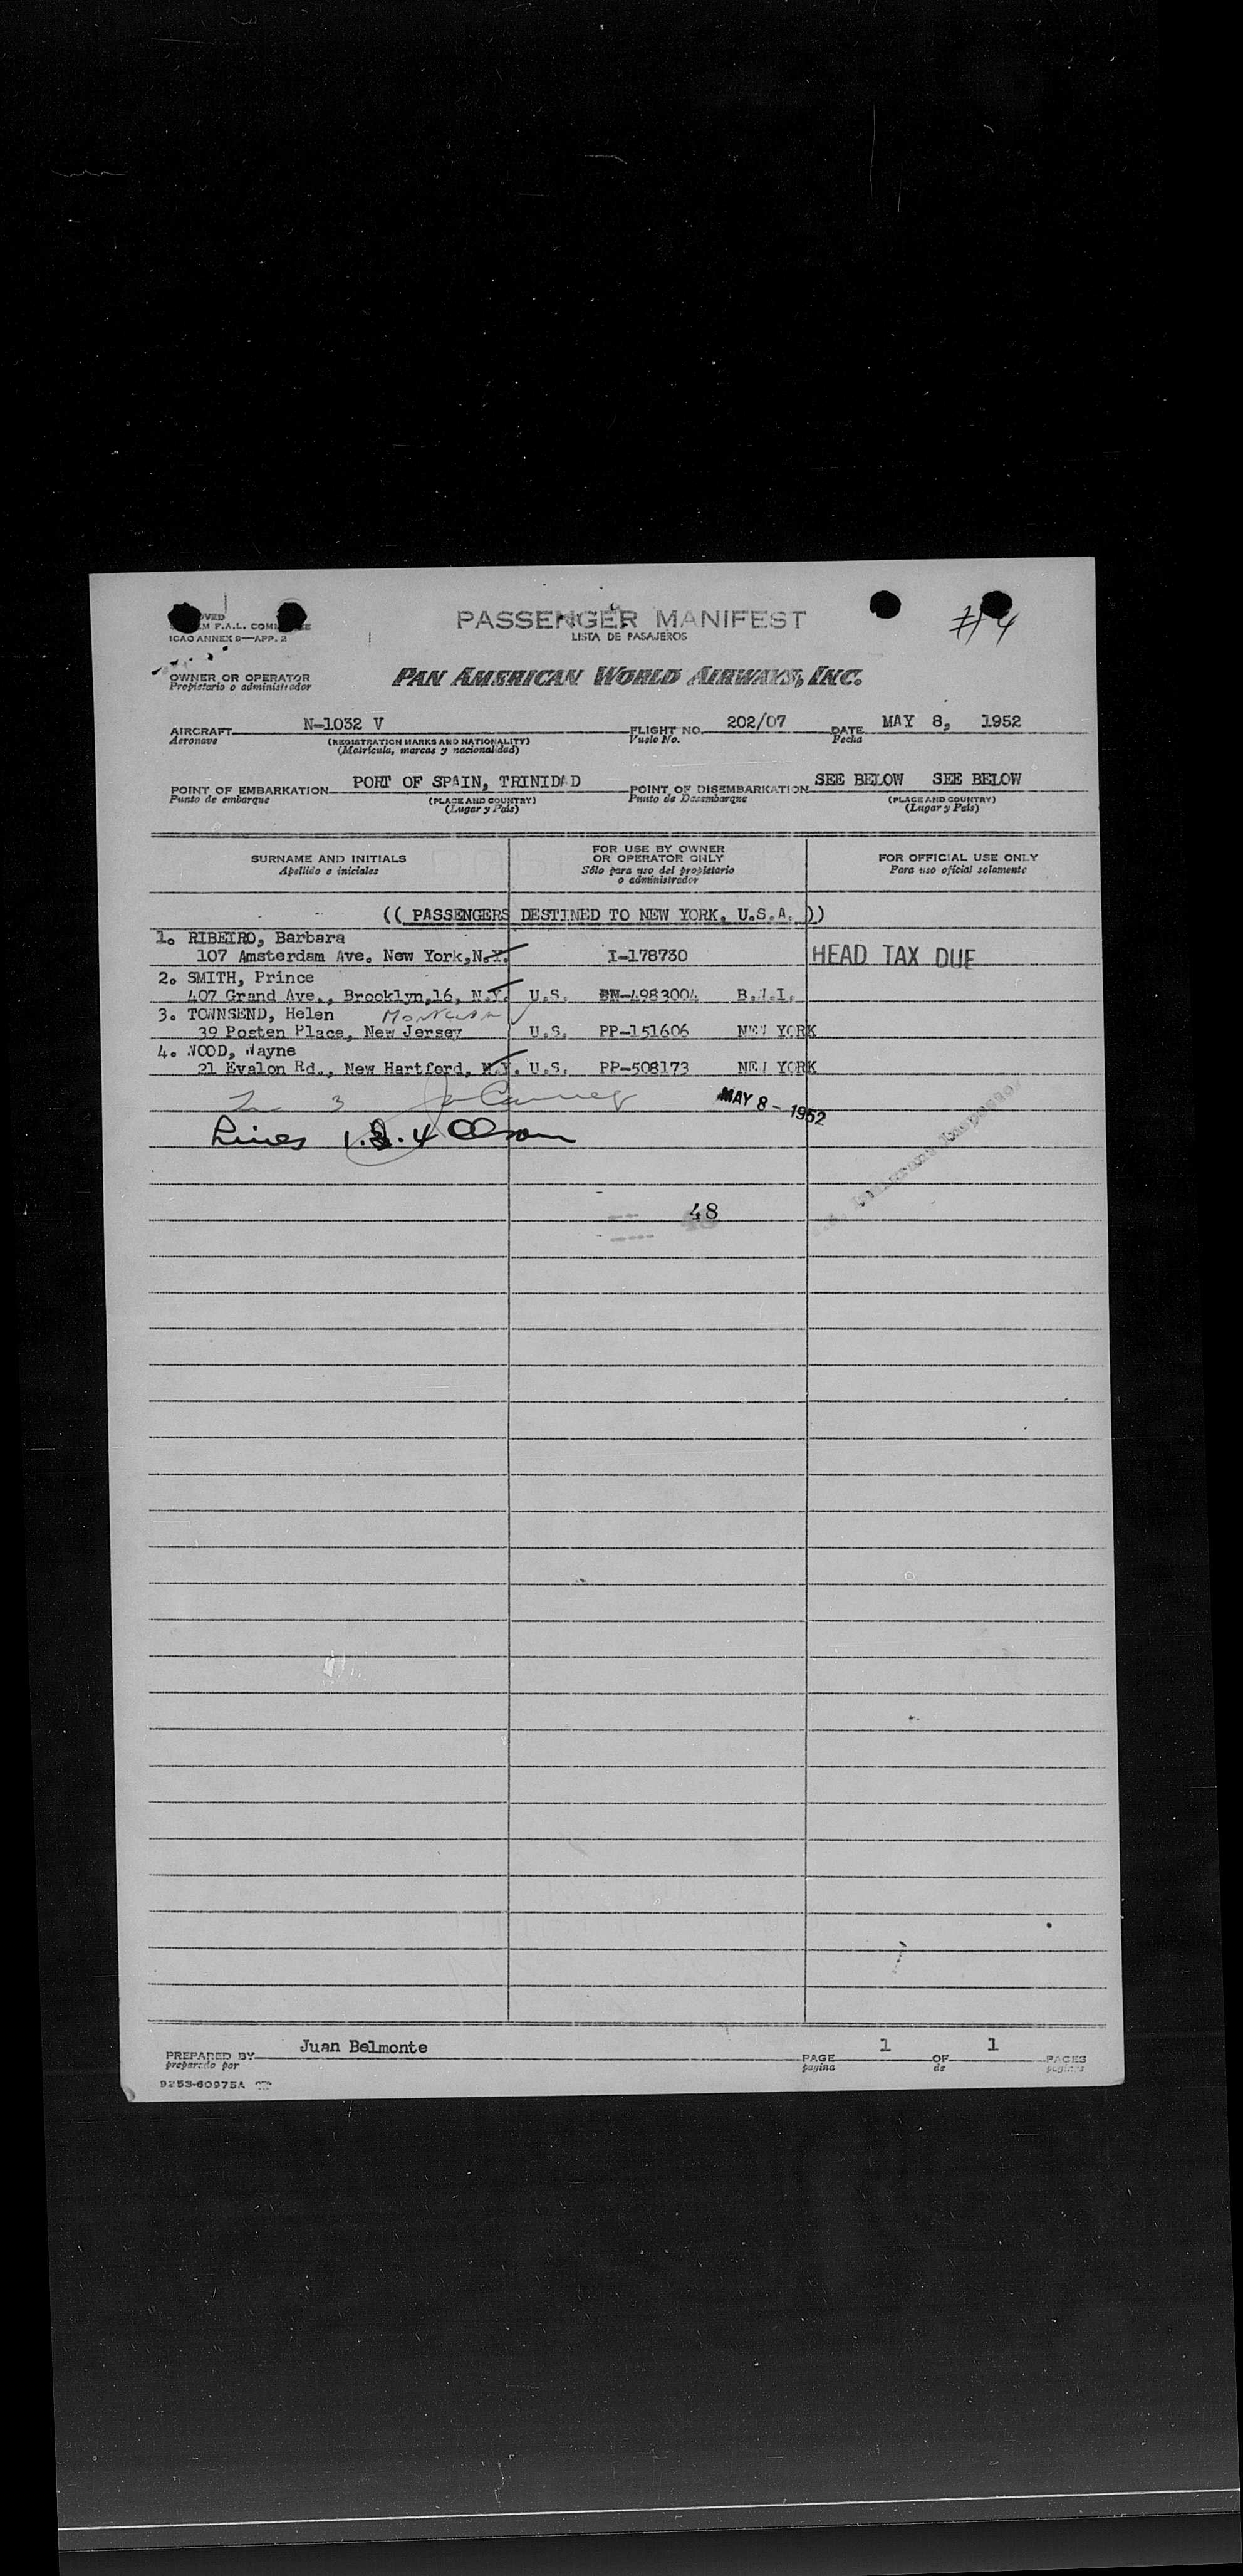 PASSENGER MANIFEST
LISTA DE PASAJEROS
#4
F.A.L.
ICAO ANNEX 9—APP. 2
OWNER OR OPERATOR
Propietario o administrador
PAN AMERICAN WORLD AIRWAYS, INC.
AIRCRAFT N-1032 V FLIGHT NO. 202/07 DATE MAY 8, 1952
Aeronave (REGISTRATION MARKS AND NATIONALITY) Vuelo No. Fecha
(Matrícula, marcas y nacionalidad)
POINT OF EMBARKATION PORT OF SPAIN, TRINIDAD POINT OF DISEMBARKATION SEE BELOW SEE BELOW
Punto de embarque (PLACE AND COUNTRY) Punto de Desembarque (PLACE AND COUNTRY)
(Lugar y País) (Lugar y País)
SURNAME AND INITIALS
Apellido e iniciales
FOR USE BY OWNER
OR OPERATOR ONLY
Sólo para uso del propietario
o administrador
FOR OFFICIAL USE ONLY
Para uso oficial solamente
(( PASSENGERS DESTINED TO NEW YORK, U.S.A. ))
1. RIBEIRO, Barbara
107 Amsterdam Ave. New York,N.Y. I-178730 HEAD TAX DUE
2. SMITH, Prince
407 Grand Ave., Brooklyn,16, N.Y. U.S. BN-4983004 B.W.I.
3. TOWNSEND, Helen
39 Posten Place, New Jersey U.S. PP-151606 NEW YORK
4. WOOD, Wayne
21 Evalon Rd., New Hartford, N.Y. U.S. PP-508173 NEW YORK
3 MAY 8 - 1952
Lines 1.2.4 Olson
Immigrant Inspector
48
PREPARED BY Juan Belmonte PAGE 1 OF 1 PAGES
preparado por pagina de paginas
9253-60975A